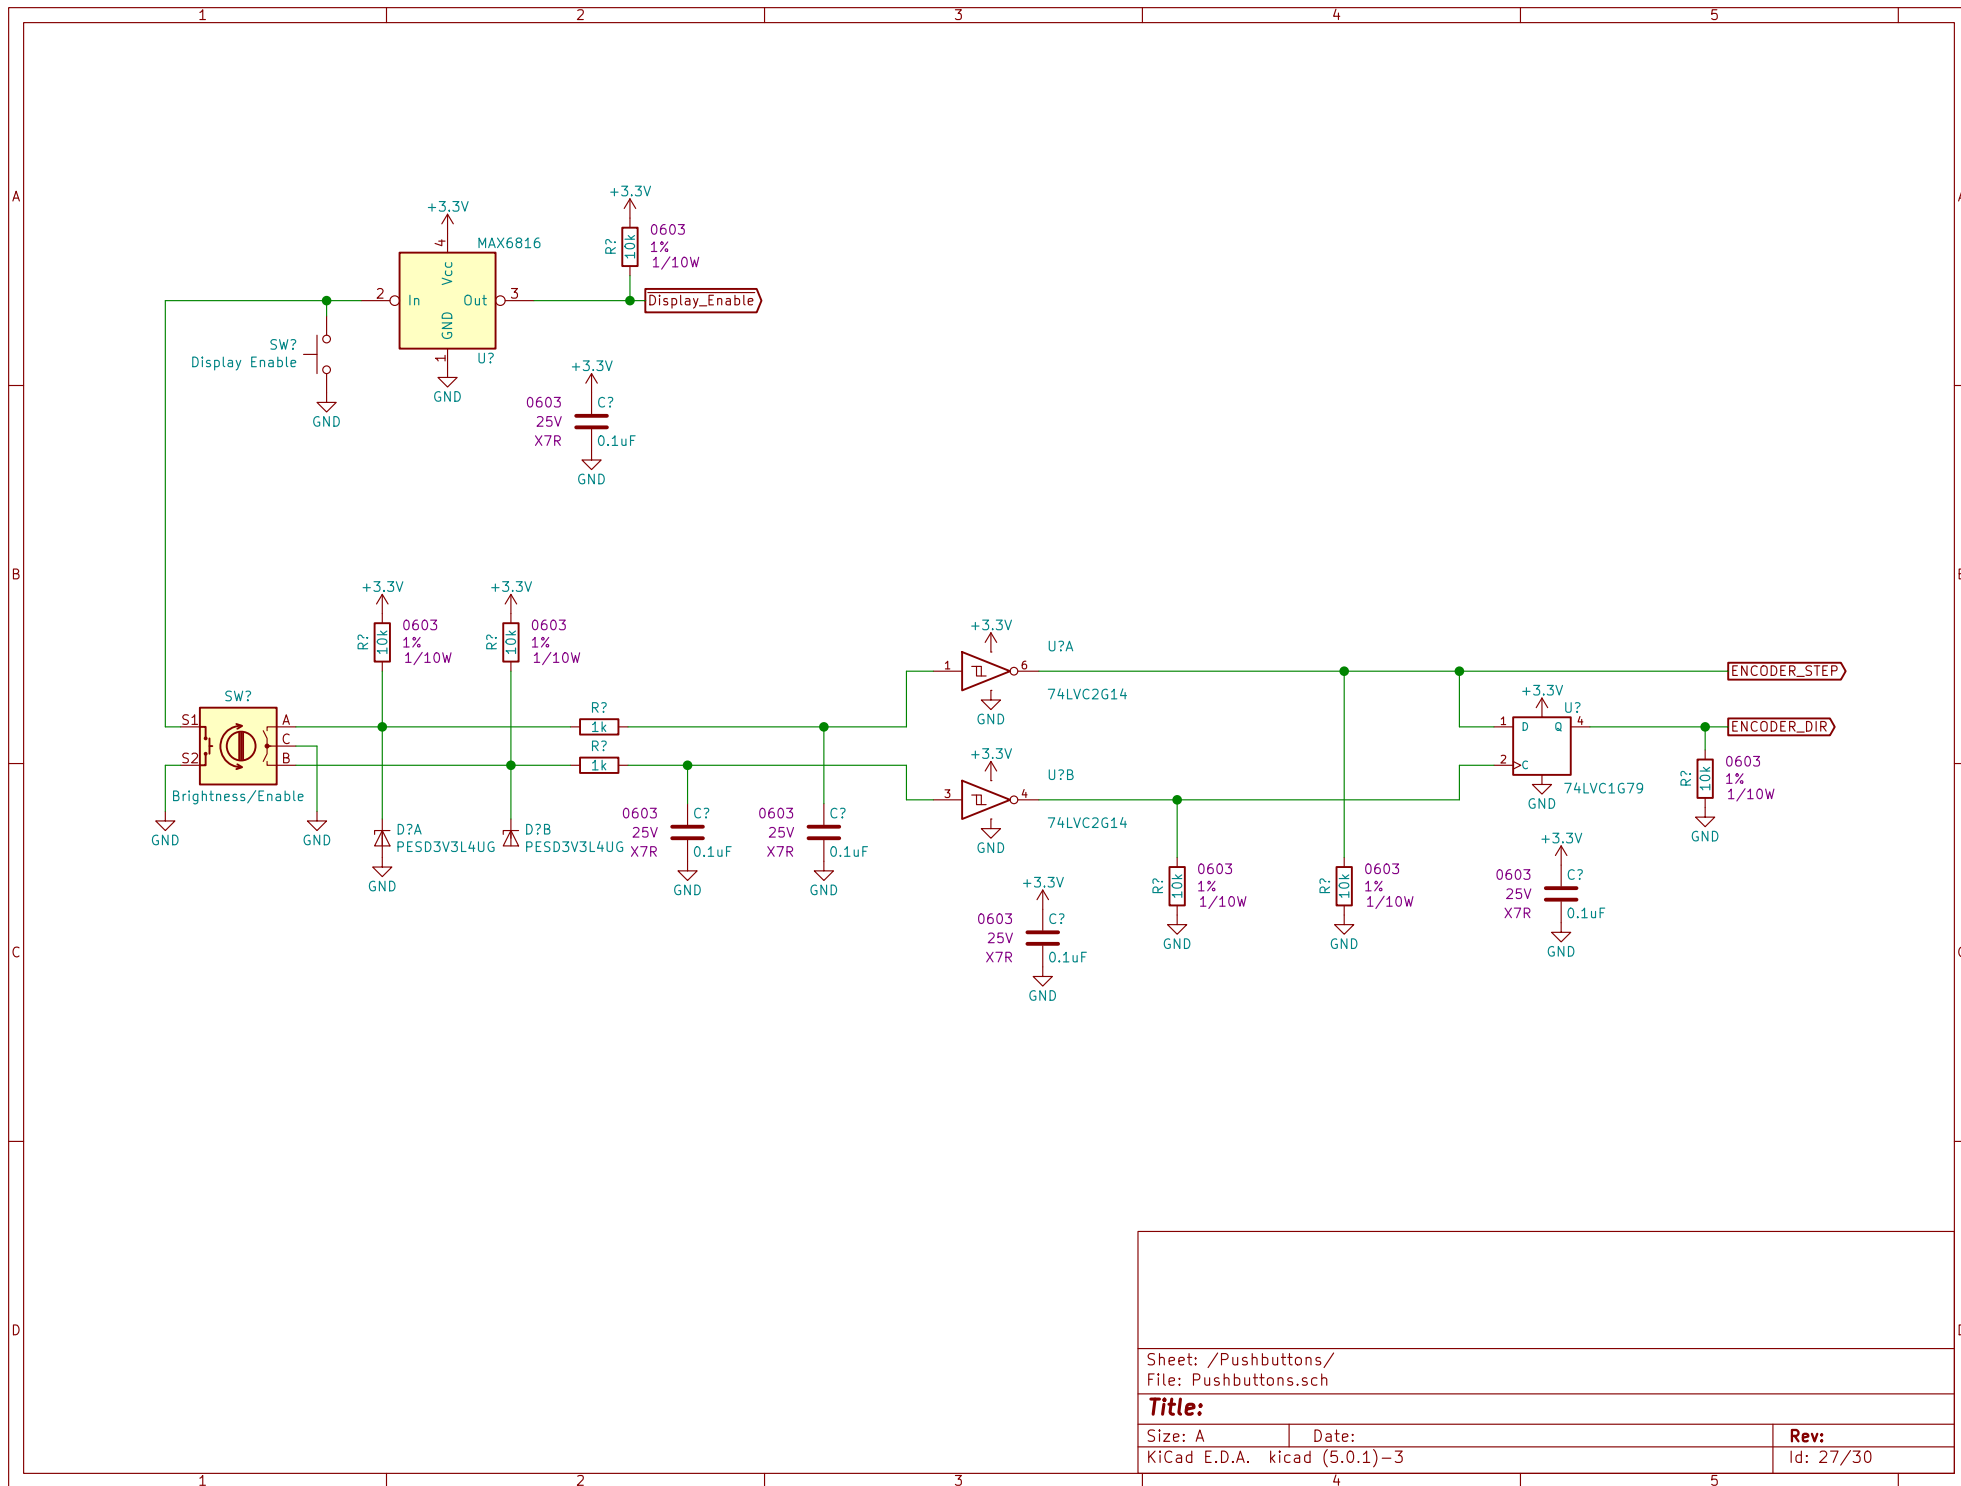 1 2 3 4 5
A
+3.3V
4
Vcc
MAX6816
2 In
Out 3
GND
1
U?
GND
+3.3V
R?
10k
0603
1%
1/10W
Display_Enable
SW?
Display Enable
GND
+3.3V
0603
25V
X7R
C?
0.1uF
GND
B
+3.3V
R?
10k
0603
1%
1/10W
+3.3V
R?
10k
0603
1%
1/10W
SW?
S1
S2
A
C
B
Brightness/Enable
GND
GND
D?A
PESD3V3L4UG
GND
D?B
PESD3V3L4UG
R?
1k
R?
1k
0603
25V
X7R
C?
0.1uF
GND
0603
25V
X7R
C?
0.1uF
GND
+3.3V
U?A
1 6
74LVC2G14
GND
+3.3V
U?B
3 4
74LVC2G14
GND
+3.3V
0603
25V
X7R
C?
0.1uF
GND
R?
10k
0603
1%
1/10W
GND
R?
10k
0603
1%
1/10W
GND
ENCODER_STEP
+3.3V
U?
1 D Q 4
2 C
74LVC1G79
GND
ENCODER_DIR
R?
10k
0603
1%
1/10W
GND
+3.3V
0603
25V
X7R
C?
0.1uF
GND
C
D
Sheet: /Pushbuttons/
File: Pushbuttons.sch
Title:
Size: A Date: Rev:
KiCad E.D.A. kicad (5.0.1)-3 Id: 27/30
1 2 3 4 5